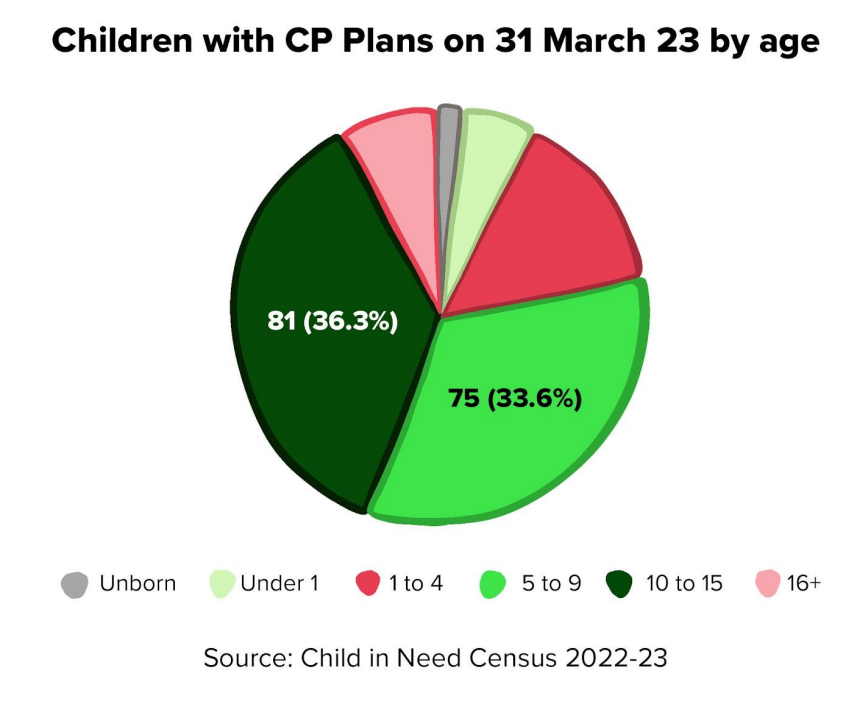 Children with CP Plans on 31 March 23 by age
81 (36.3%)
75 (33.6%)
Unborn Under 1 1 to 4 5 to 9 10 to 15 16+
Source: Child in Need Census 2022-23